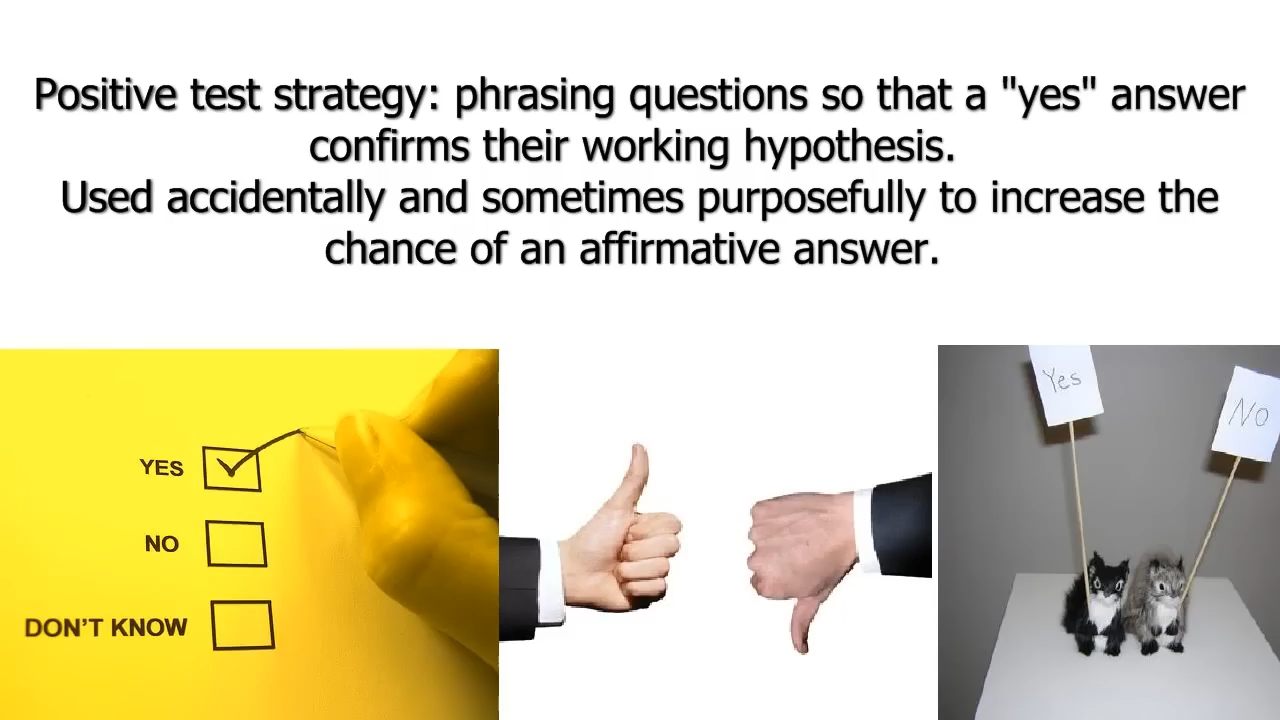 Positive test strategy: phrasing questions so that a "yes" answer
confirms their working hypothesis.
Used accidentally and sometimes purposefully to increase the
chance of an affirmative answer.
YES
NO
DON'T KNOW
Yes
No